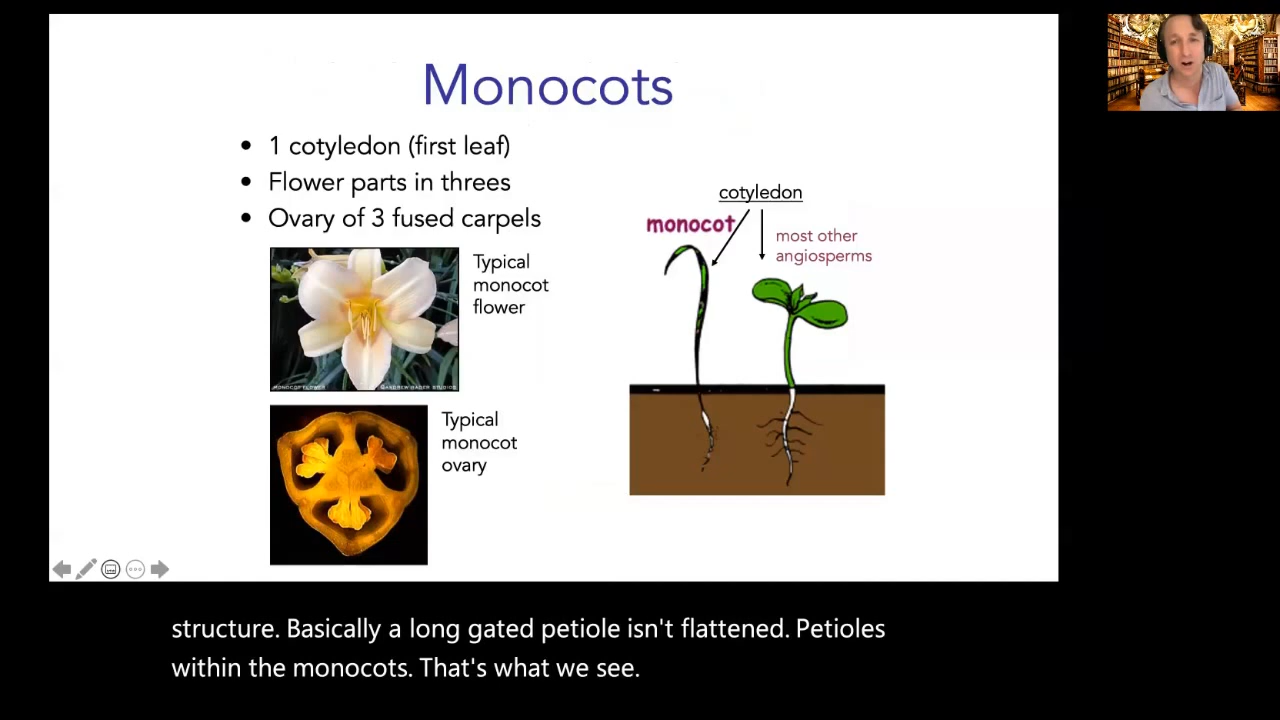 Monocots
• 1 cotyledon (first leaf)
• Flower parts in threes
• Ovary of 3 fused carpels
Typical
monocot
flower
Typical
monocot
ovary
cotyledon
monocot
most other
angiosperms
structure. Basically a long gated petiole isn't flattened. Petioles
within the monocots. That's what we see.